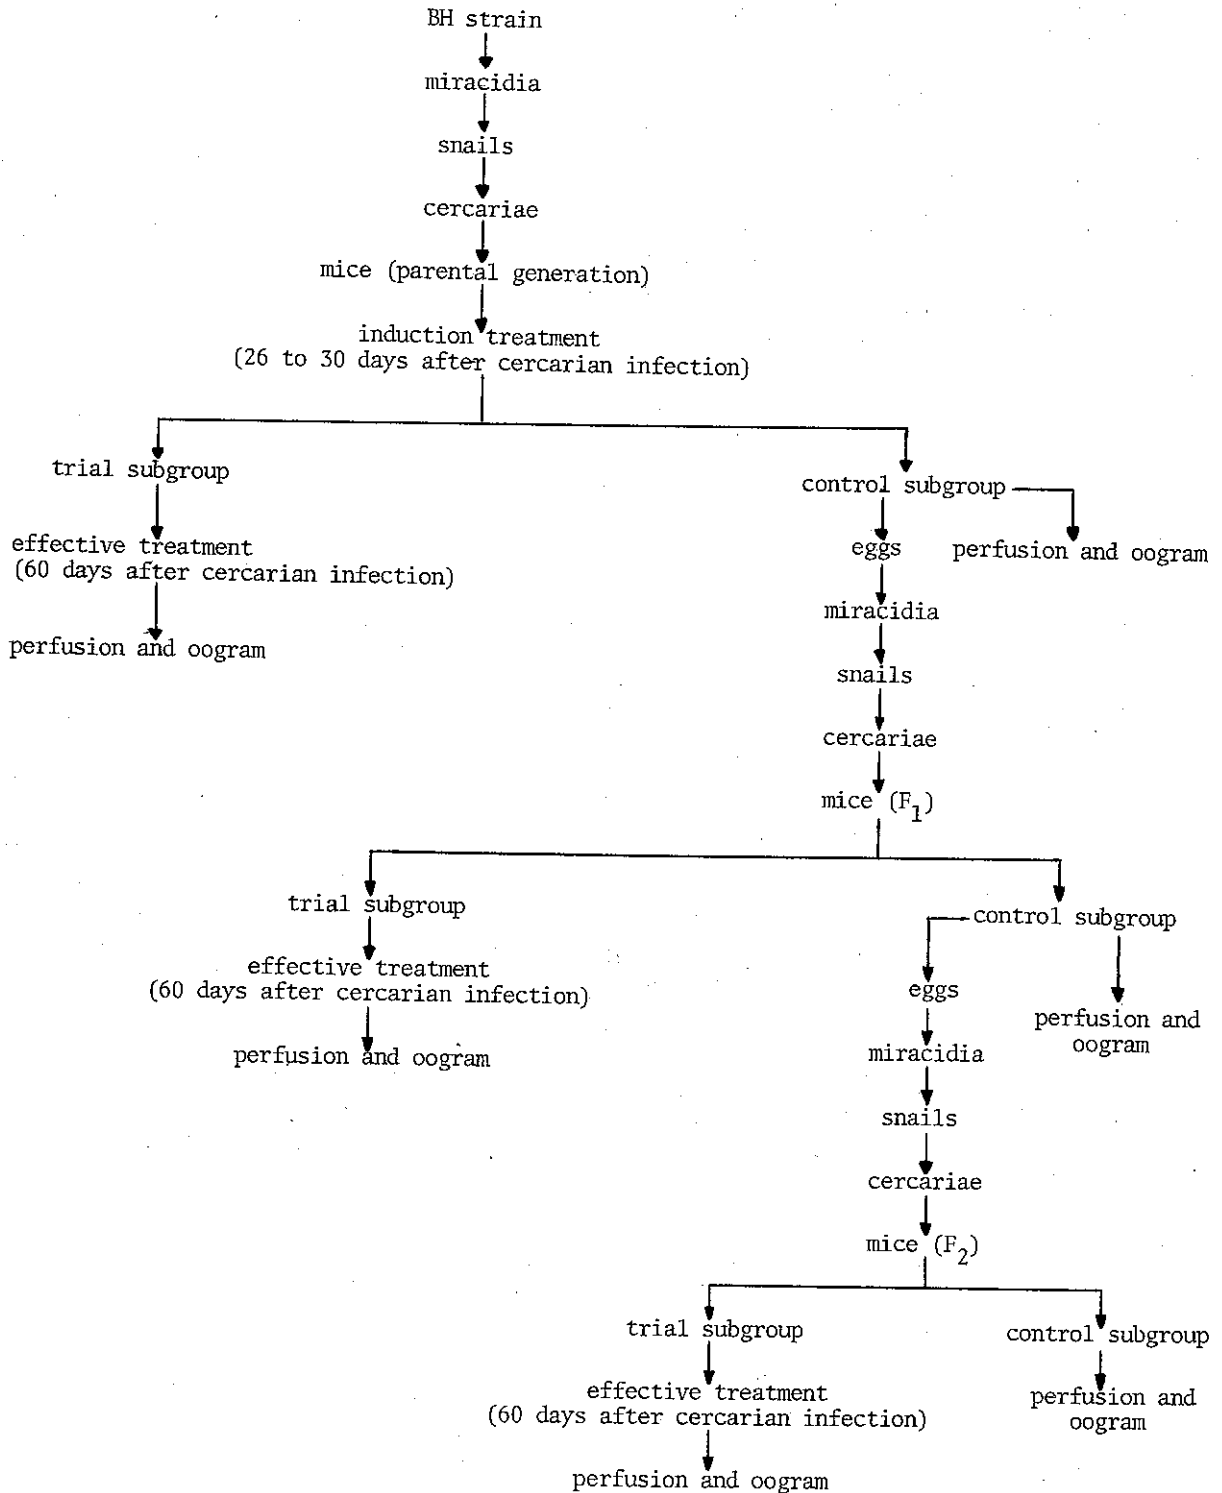 BH strain
miracidia
snails
cercariae
mice (parental generation)
induction treatment
(26 to 30 days after cercarian infection)
trial subgroup
effective treatment
(60 days after cercarian infection)
perfusion and oogram
control subgroup
perfusion and oogram
eggs
miracidia
snails
cercariae
mice (F1)
trial subgroup
effective treatment
(60 days after cercarian infection)
perfusion and oogram
control subgroup
perfusion and
oogram
eggs
miracidia
snails
cercariae
mice (F2)
trial subgroup
effective treatment
(60 days after cercarian infection)
perfusion and oogram
control subgroup
perfusion and
oogram